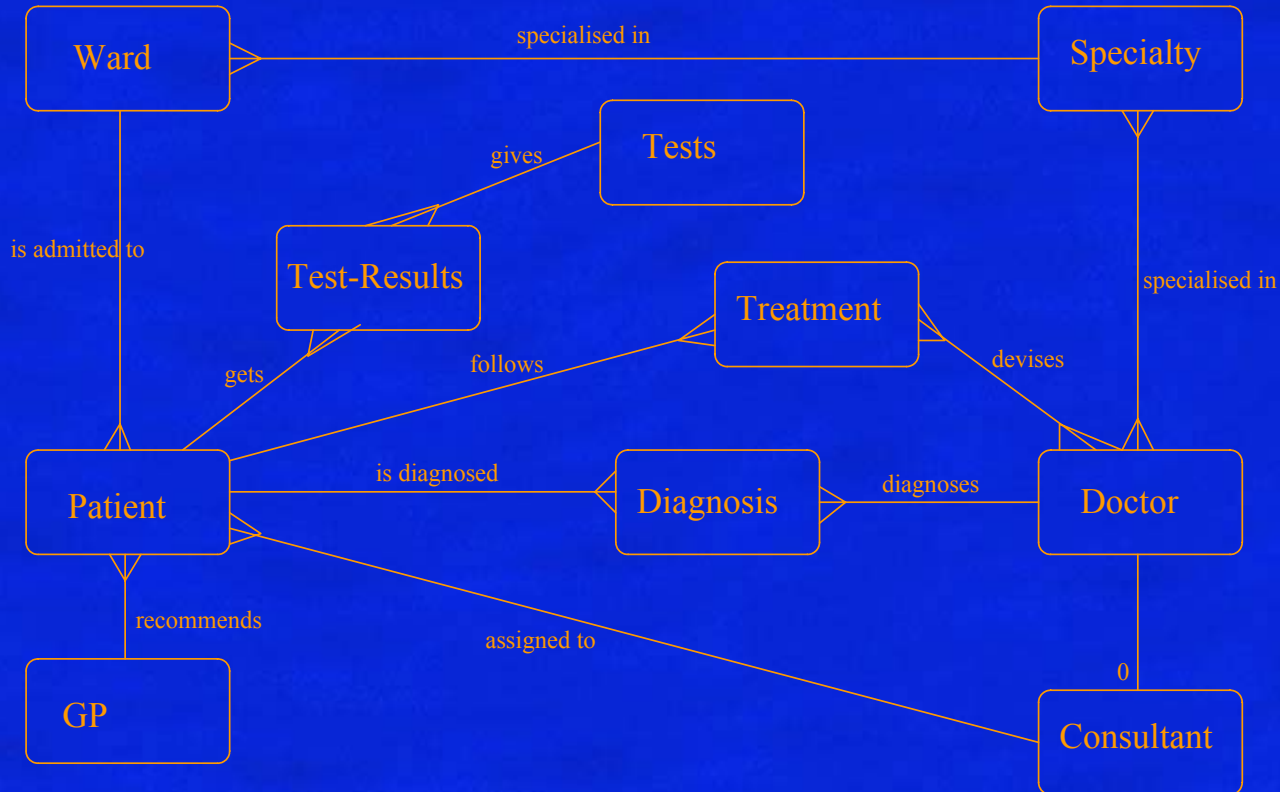 specialised in
Ward
Specialty
Tests
gives
is admitted to
Test-Results
specialised in
Treatment
follows
devises
gets
is diagnosed
diagnoses
Patient
Diagnosis
Doctor
recommends
assigned to
0
GP
Consultant